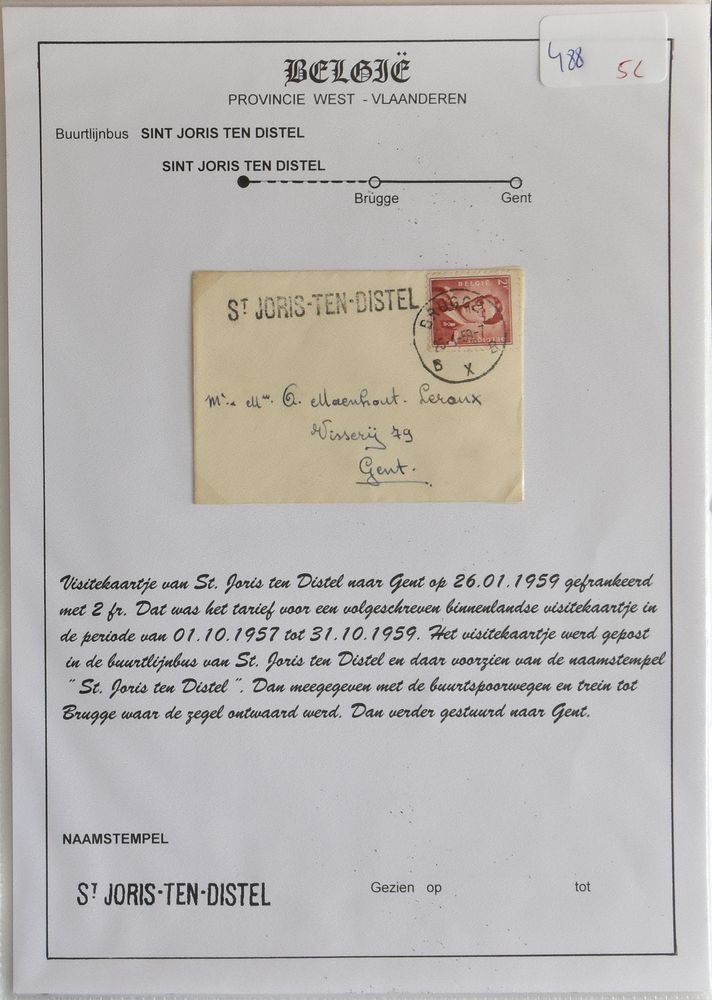 488 5L
BELGIË
PROVINCIE WEST - VLAANDEREN
Buurtlijnbus SINT JORIS TEN DISTEL
SINT JORIS TEN DISTEL
Brugge Gent
ST JORIS-TEN-DISTEL
BELGIË 2F
BRUGGE
B X B
Mr. Mw. A. Maenhout - Leroux
Visserij 79
Gent.
Visitekaartje van St. Joris ten Distel naar Gent op 26.01.1959 gefrankeerd
met 2 fr. Dat was het tarief voor een volgeschreven binnenlandse visitekaartje in
de periode van 01.10.1957 tot 31.10.1959. Het visitekaartje werd gepost
in de buurtlijnbus van St. Joris ten Distel en daar voorzien van de naamstempel
" St. Joris ten Distel ". Dan meegegeven met de buurtspoorwegen en trein tot
Brugge waar de zegel ontwaard werd. Dan verder gestuurd naar Gent.
NAAMSTEMPEL
ST JORIS-TEN-DISTEL Gezien op tot